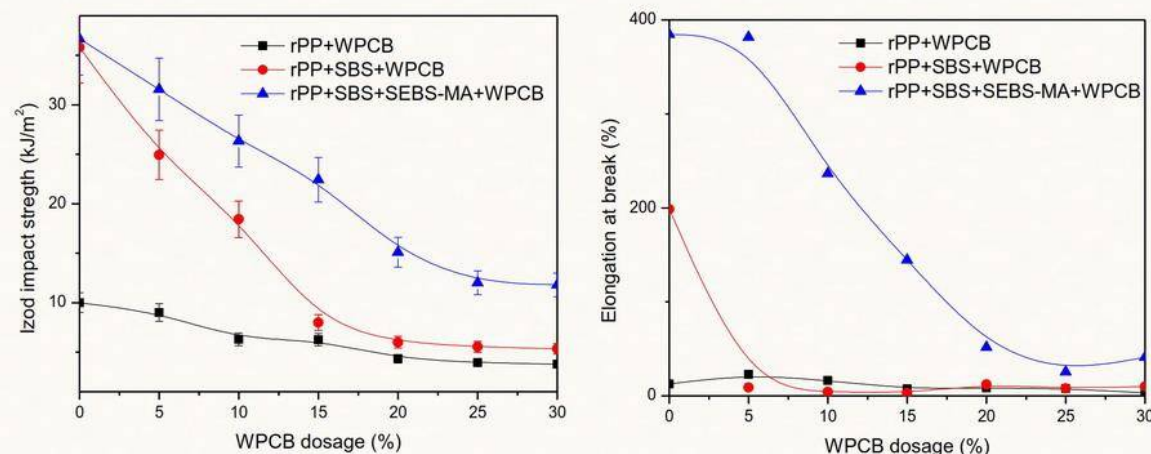 Izod impact stregth (kJ/m²)
30
20
10
rPP+WPCB
rPP+SBS+WPCB
rPP+SBS+SEBS-MA+WPCB
0 5 10 15 20 25 30
WPCB dosage (%)
Elongation at break (%)
400
200
0
rPP+WPCB
rPP+SBS+WPCB
rPP+SBS+SEBS-MA+WPCB
0 5 10 15 20 25 30
WPCB dosage (%)